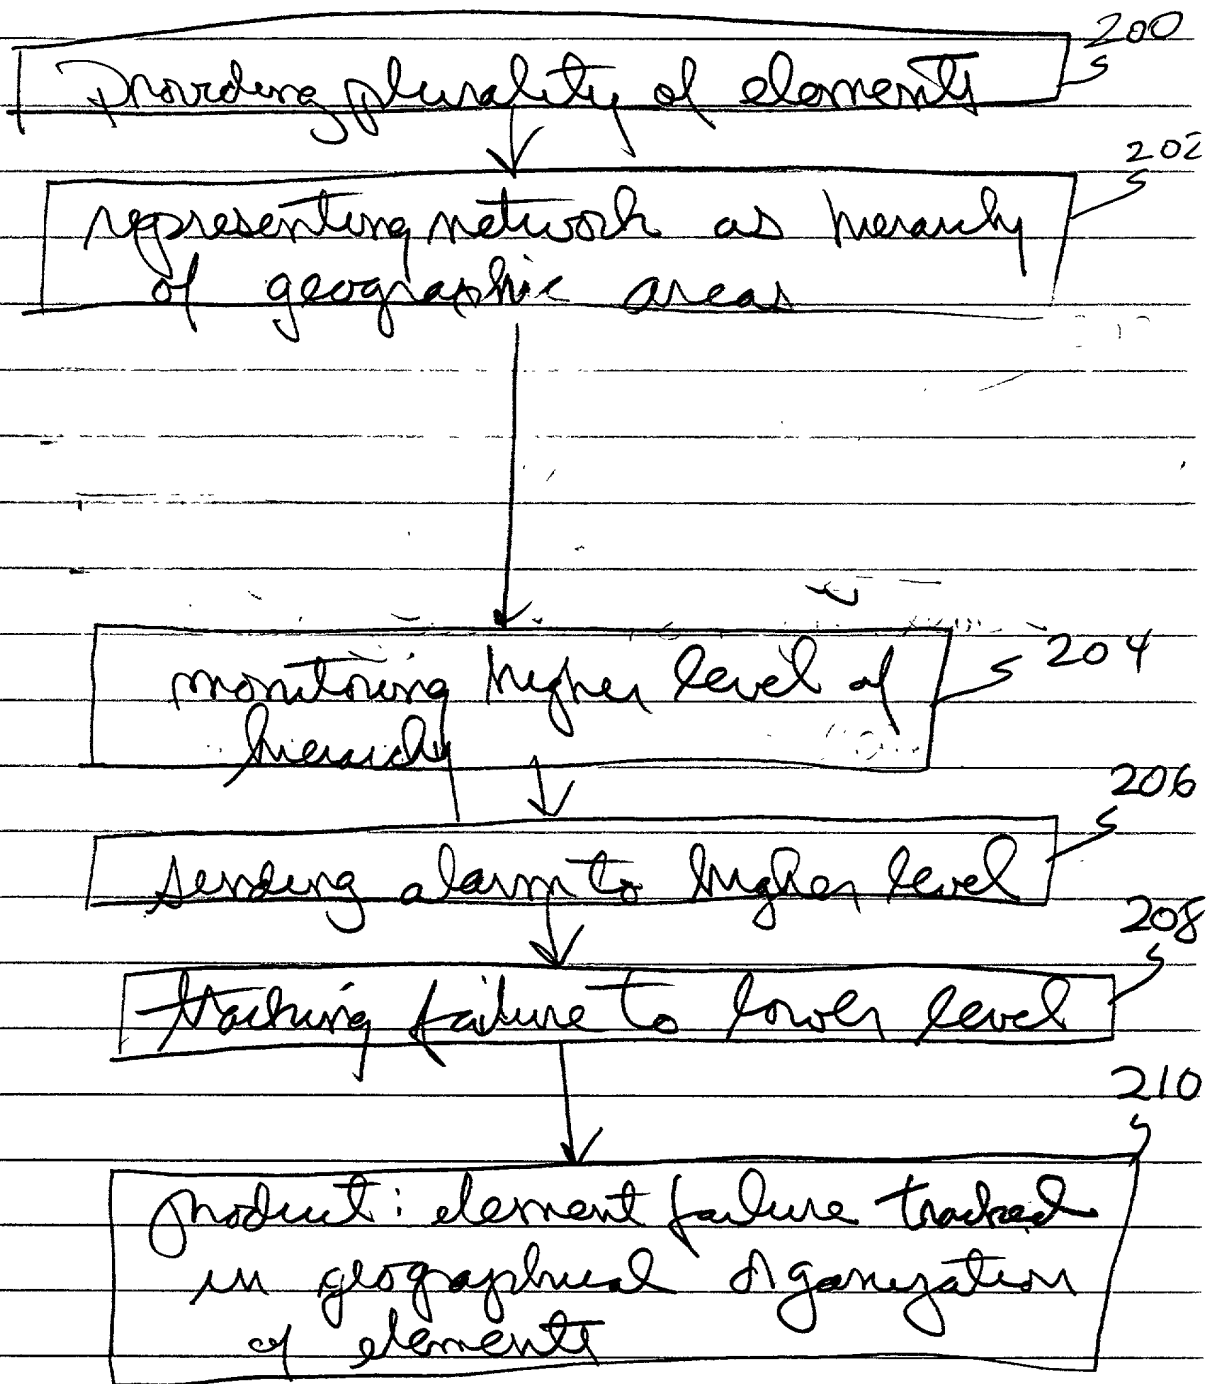 200
providing plurality of elements
202
representing network as hierarchy
of geographic areas
204
monitoring higher level of
hierarchy
206
sending alarm to higher level
208
tracking failure to lower level
210
product: element failure tracked
in geographical organization
of elements